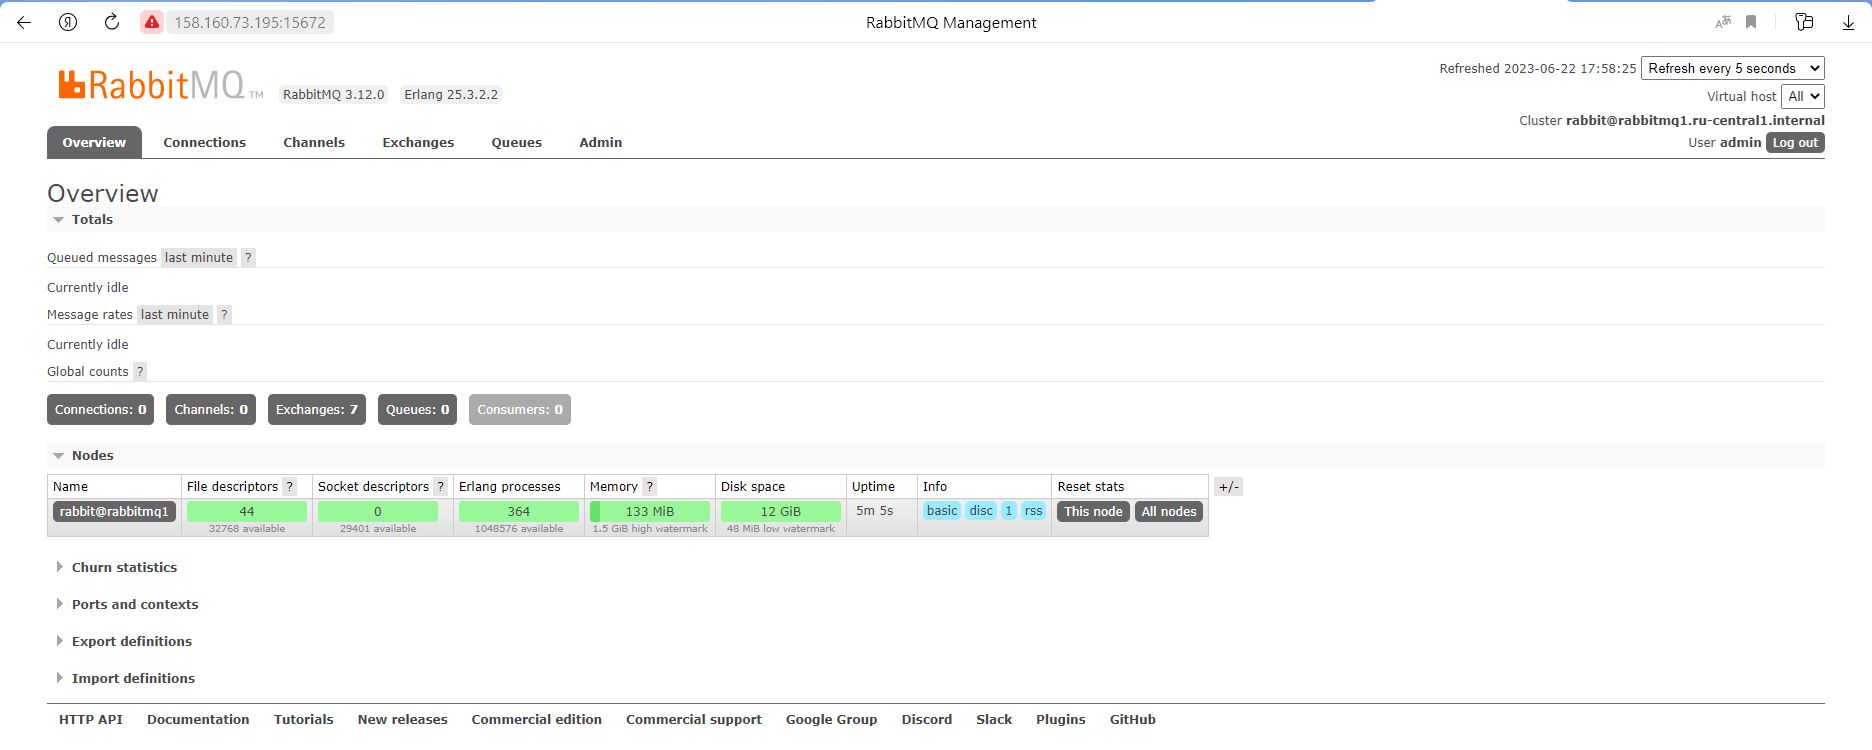 158.160.73.195:15672
RabbitMQ Management
Refreshed 2023-06-22 17:58:25 Refresh every 5 seconds
RabbitMQ TM RabbitMQ 3.12.0 Erlang 25.3.2.2
Virtual host All
Cluster rabbit@rabbitmq1.ru-central1.internal
User admin Log out
Overview Connections Channels Exchanges Queues Admin
Overview
Totals
Queued messages last minute ?
Currently idle
Message rates last minute ?
Currently idle
Global counts ?
Connections: 0 Channels: 0 Exchanges: 7 Queues: 0 Consumers: 0
Nodes
Name File descriptors ? Socket descriptors ? Erlang processes Memory ? Disk space Uptime Info Reset stats +/-
rabbit@rabbitmq1 44 0 364 133 MiB 12 GiB 5m 5s basic disc 1 rss This node All nodes
32768 available 29401 available 1048576 available 1.5 GiB high watermark 48 MiB low watermark
Churn statistics
Ports and contexts
Export definitions
Import definitions
HTTP API Documentation Tutorials New releases Commercial edition Commercial support Google Group Discord Slack Plugins GitHub